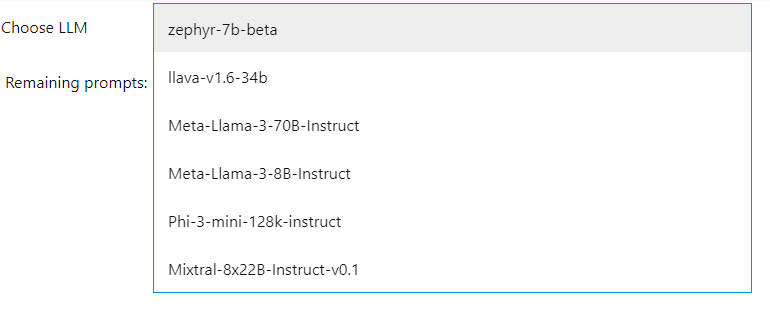 Choose LLM
zephyr-7b-beta
Remaining prompts:
llava-v1.6-34b
Meta-Llama-3-70B-Instruct
Meta-Llama-3-8B-Instruct
Phi-3-mini-128k-instruct
Mixtral-8x22B-Instruct-v0.1